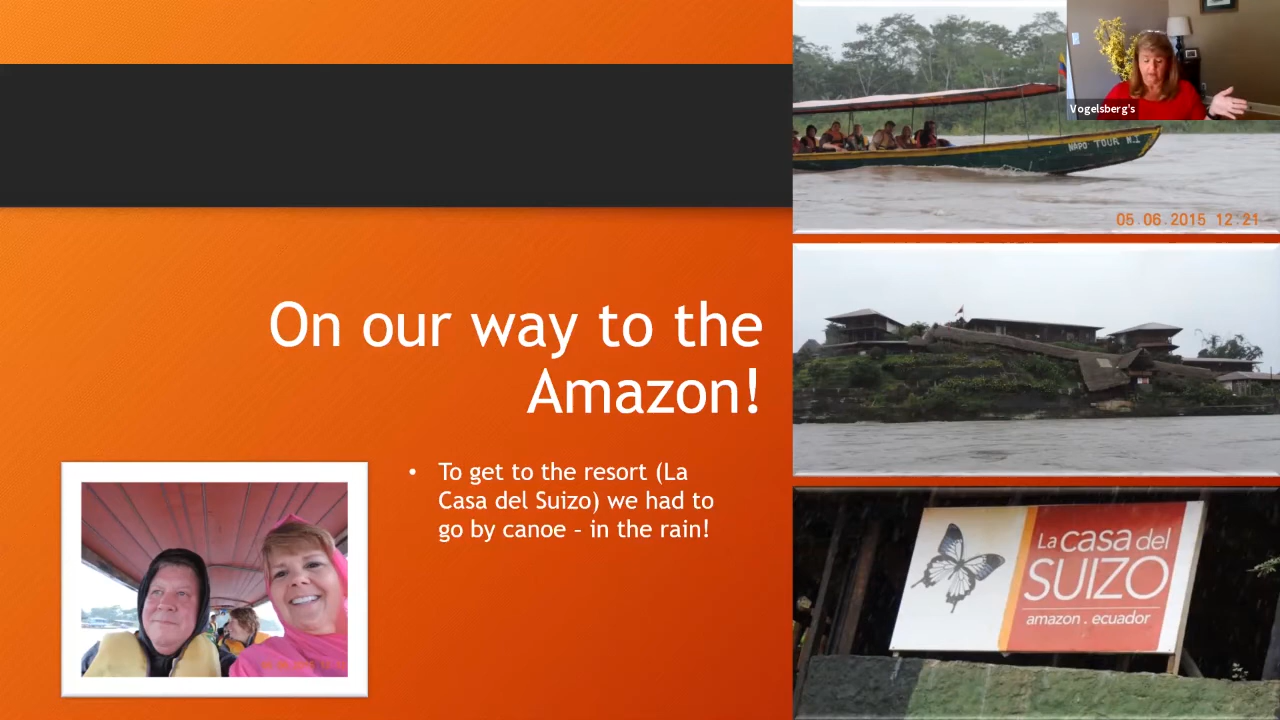 On our way to the
Amazon!
• To get to the resort (La
Casa del Suizo) we had to
go by canoe – in the rain!
Vogelsberg's
NAPO TOUR N.1
05.06.2015 12:21
La casa del
SUIZO
amazon . ecuador